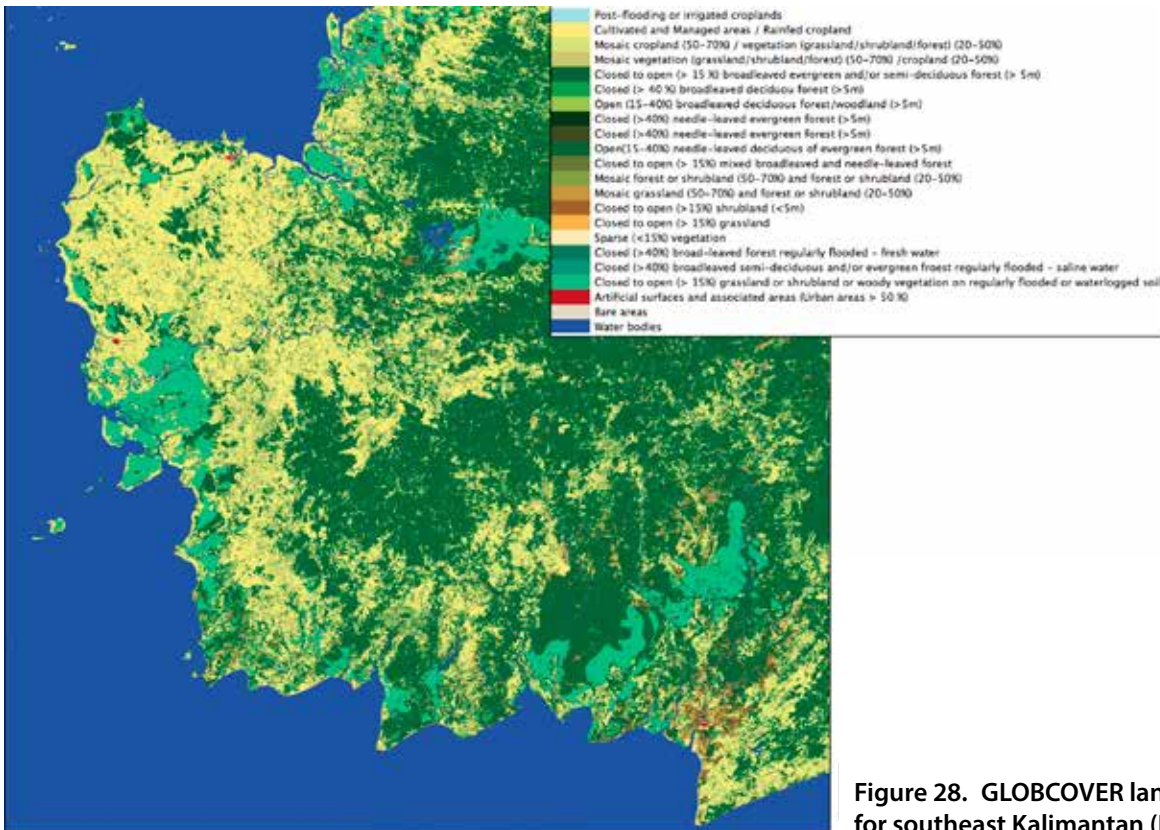 Post-flooding or irrigated croplands
Cultivated and Managed areas / Rainfed cropland
Mosaic cropland (50-70%) / vegetation (grassland/shrubland/forest) (20-50%)
Mosaic vegetation (grassland/shrubland/forest) (50-70%) /cropland (20-50%)
Closed to open (> 15 %) broadleaved evergreen and/or semi-deciduous forest (> 5m)
Closed (> 40 %) broadleaved deciduou forest (>5m)
Open (15-40%) broadleaved deciduous forest/woodland (>5m)
Closed (>40%) needle-leaved evergreen forest (>5m)
Closed (>40%) needle-leaved evergreen forest (>5m)
Open(15-40%) needle-leaved deciduous of evergreen forest (>5m)
Closed to open (> 15%) mixed broadleaved and needle-leaved forest
Mosaic forest or shrubland (50-70%) and forest or shrubland (20-50%)
Mosaic grassland (50-70%) and forest or shrubland (20-50%)
Closed to open (>15%) shrubland (<5m)
Closed to open (> 15%) grassland
Sparse (<15%) vegetation
Closed (>40%) broad-leaved forest regularly flooded - fresh water
Closed (>40%) broadleaved semi-deciduous and/or evergreen froest regularly flooded - saline water
Closed to open (> 15%) grassland or shrubland or woody vegetation on regularly flooded or waterlogged soil
Artificial surfaces and associated areas (Urban areas > 50 %)
Bare areas
Water bodies
Figure 28. GLOBCOVER lan
for southeast Kalimantan (